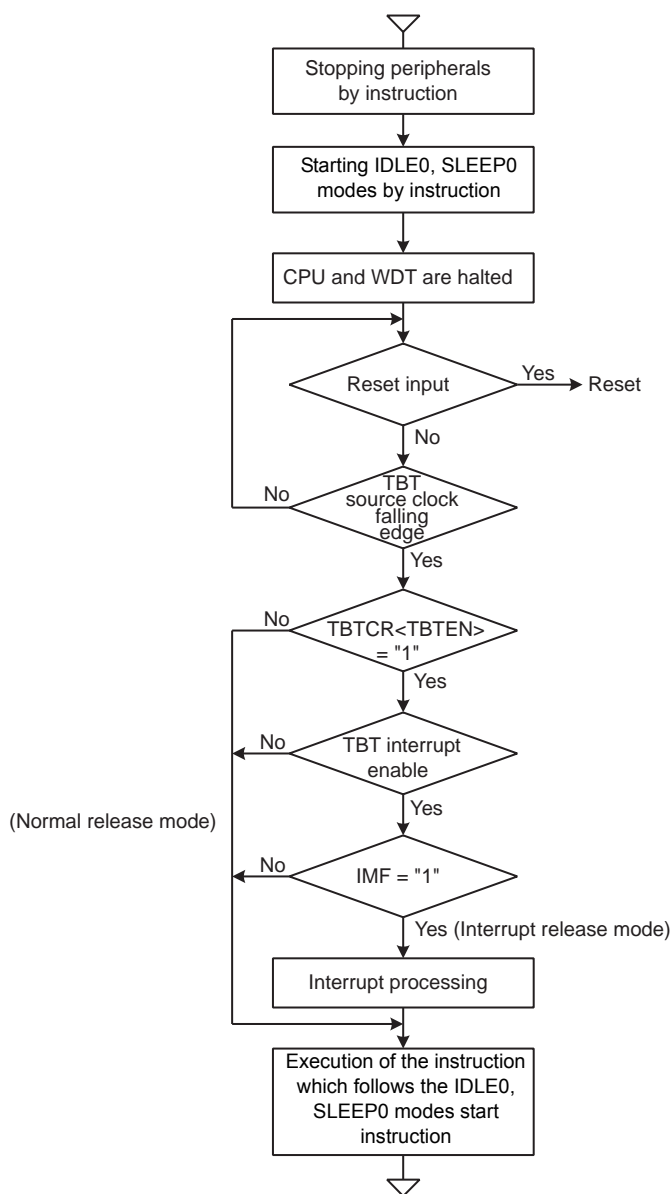 Stopping peripherals
by instruction
Starting IDLE0, SLEEP0
modes by instruction
CPU and WDT are halted
Reset input
Yes
Reset
No
No
TBT
source clock
falling
edge
Yes
No
TBTCR<TBTEN>
= "1"
Yes
No
TBT interrupt
enable
(Normal release mode)
Yes
No
IMF = "1"
Yes (Interrupt release mode)
Interrupt processing
Execution of the instruction
which follows the IDLE0,
SLEEP0 modes start
instruction